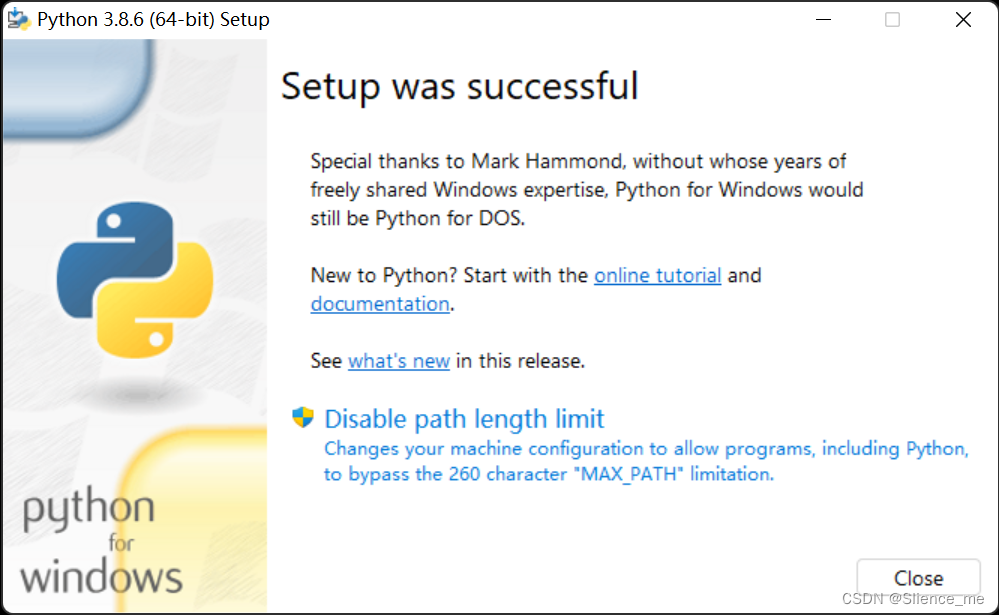 Python 3.8.6 (64-bit) Setup
Setup was successful
Special thanks to Mark Hammond, without whose years of
freely shared Windows expertise, Python for Windows would
still be Python for DOS.
New to Python? Start with the online tutorial and
documentation.
See what's new in this release.
Disable path length limit
Changes your machine configuration to allow programs, including Python,
to bypass the 260 character "MAX_PATH" limitation.
python
for
windows
Close
CSDN @Silence_me